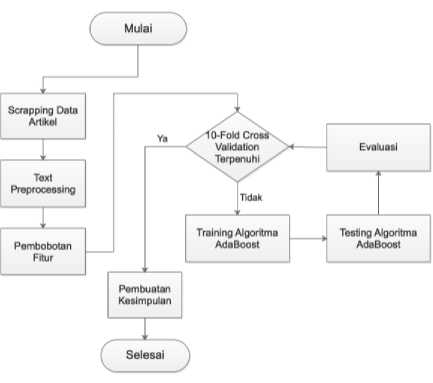 Mulai
Scrapping Data
Artikel
Text
Preprocessing
Pembobotan
Fitur
10-Fold Cross
Validation
Terpenuhi
Ya
Tidak
Training Algoritma
AdaBoost
Testing Algoritma
AdaBoost
Evaluasi
Pembuatan
Kesimpulan
Selesai